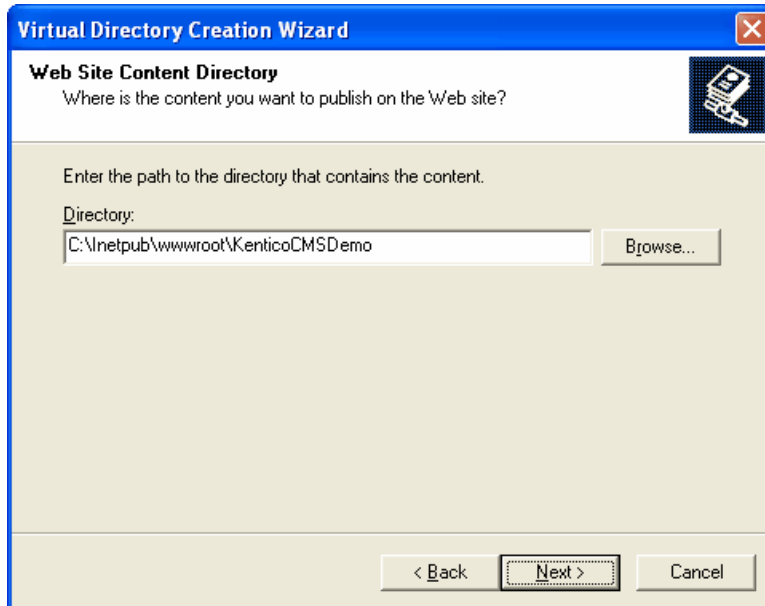 Virtual Directory Creation Wizard
Web Site Content Directory
Where is the content you want to publish on the Web site?
Enter the path to the directory that contains the content.
Directory:
C:\Inetpub\wwwroot\KenticoCMSDemo
Browse...
< Back
Next >
Cancel